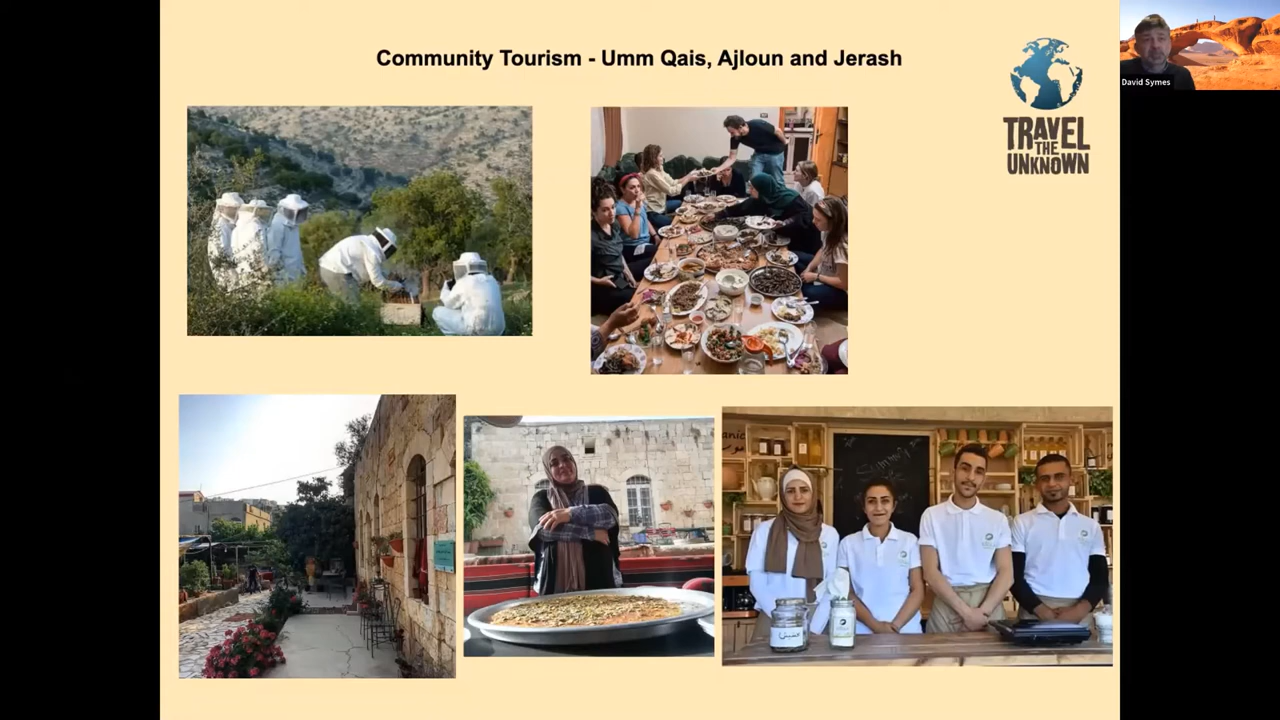 Community Tourism - Umm Qais, Ajloun and Jerash
TRAVEL
THE
UNKNOWN
David Symes